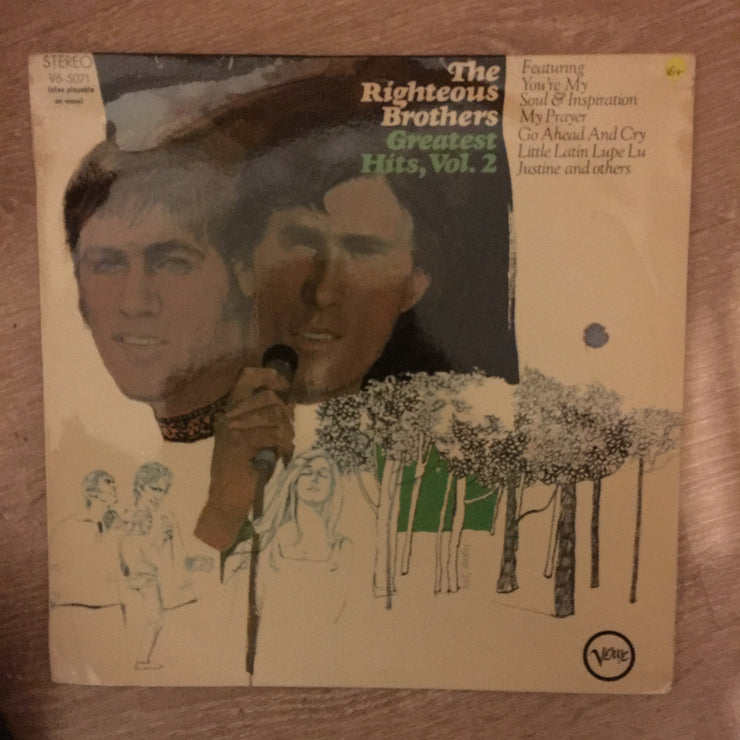 STEREO
V6-5071
(also playable
on mono)
The
Righteous
Brothers
Greatest
Hits, Vol. 2
Featuring
You're My
Soul & Inspiration
My Prayer
Go Ahead And Cry
Little Latin Lupe Lu
Justine and others
VG+
Verve